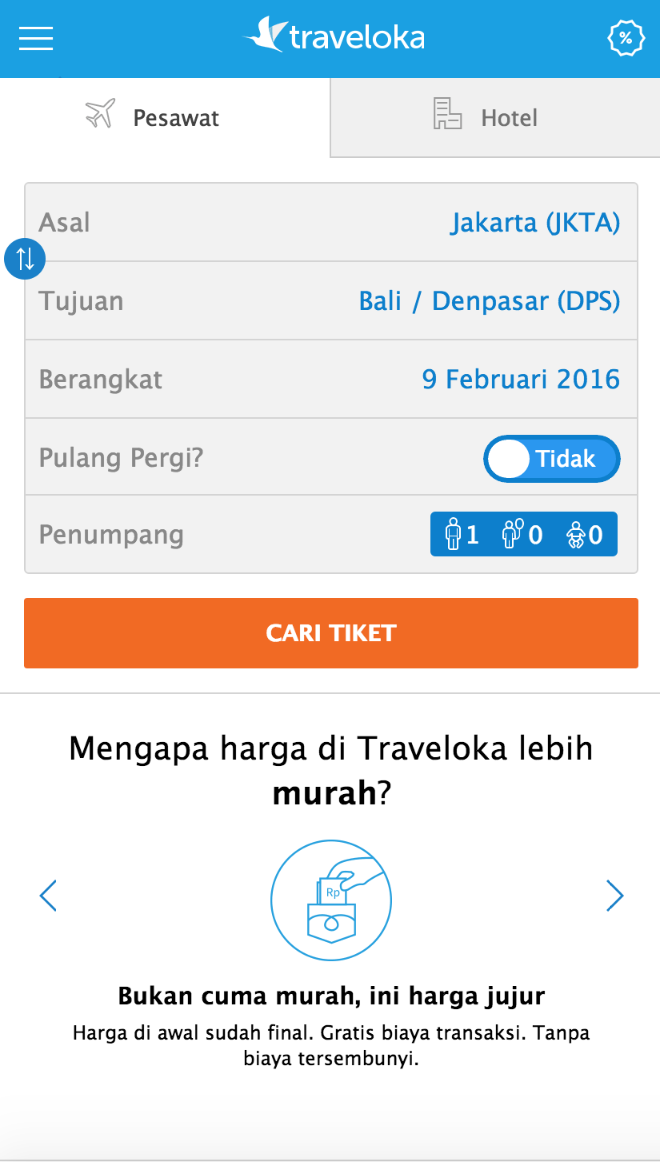 traveloka
%
Pesawat
Hotel
Asal
Jakarta (JKTA)
Tujuan
Bali / Denpasar (DPS)
Berangkat
9 Februari 2016
Pulang Pergi?
Tidak
Penumpang
1 0 0
CARI TIKET
Mengapa harga di Traveloka lebih
murah?
Rp
Bukan cuma murah, ini harga jujur
Harga di awal sudah final. Gratis biaya transaksi. Tanpa
biaya tersembunyi.